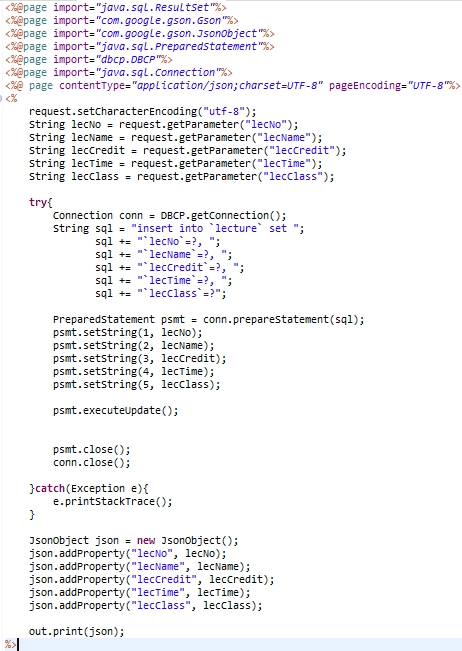 <%@page import="java.sql.ResultSet"%>
<%@page import="com.google.gson.Gson"%>
<%@page import="com.google.gson.JsonObject"%>
<%@page import="java.sql.PreparedStatement"%>
<%@page import="dbcp.DBCP"%>
<%@page import="java.sql.Connection"%>
<%@ page contentType="application/json;charset=UTF-8" pageEncoding="UTF-8"%>
<%
    request.setCharacterEncoding("utf-8");
    String lecNo = request.getParameter("lecNo");
    String lecName = request.getParameter("lecName");
    String lecCredit = request.getParameter("lecCredit");
    String lecTime = request.getParameter("lecTime");
    String lecClass = request.getParameter("lecClass");

    try{
        Connection conn = DBCP.getConnection();
        String sql = "insert into `lecture` set ";
               sql += "`lecNo`=?, ";
               sql += "`lecName`=?, ";
               sql += "`lecCredit`=?, ";
               sql += "`lecTime`=?, ";
               sql += "`lecClass`=?";

        PreparedStatement psmt = conn.prepareStatement(sql);
        psmt.setString(1, lecNo);
        psmt.setString(2, lecName);
        psmt.setString(3, lecCredit);
        psmt.setString(4, lecTime);
        psmt.setString(5, lecClass);

        psmt.executeUpdate();


        psmt.close();
        conn.close();

    }catch(Exception e){
        e.printStackTrace();
    }

    JsonObject json = new JsonObject();
    json.addProperty("lecNo", lecNo);
    json.addProperty("lecName", lecName);
    json.addProperty("lecCredit", lecCredit);
    json.addProperty("lecTime", lecTime);
    json.addProperty("lecClass", lecClass);

    out.print(json);
%>